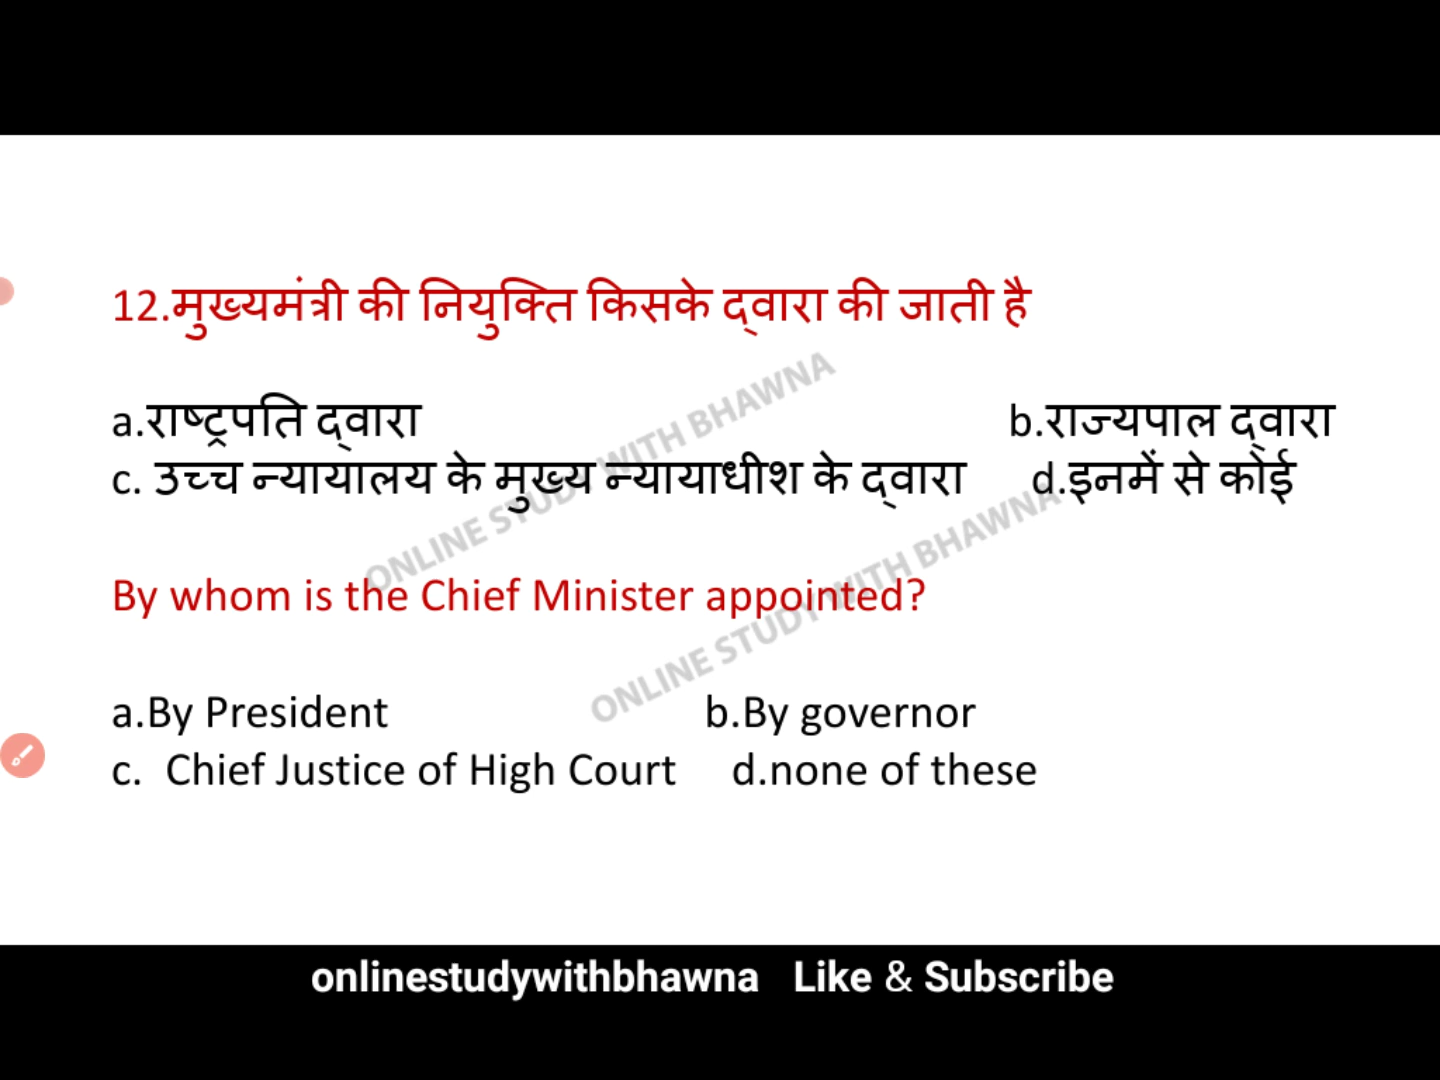 12.मुख्यमंत्री की नियुक्ति किसके द्वारा की जाती है
a.राष्ट्रपति द्वारा b.राज्यपाल द्वारा
c. उच्च न्यायालय के मुख्य न्यायाधीश के द्वारा d.इनमें से कोई
ONLINE STUDY WITH BHAWNA
By whom is the Chief Minister appointed?
ONLINE STUDY WITH BHAWNA
a.By President b.By governor
c. Chief Justice of High Court d.none of these
onlinestudywithbhawna Like & Subscribe